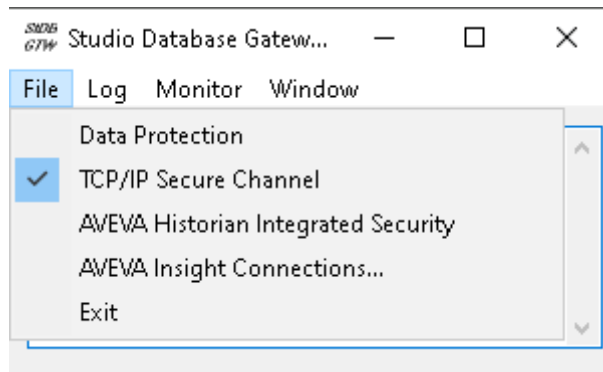 StDB
GTW
Studio Database Gatew...
File Log Monitor Window
Data Protection
TCP/IP Secure Channel
AVEVA Historian Integrated Security
AVEVA Insight Connections...
Exit